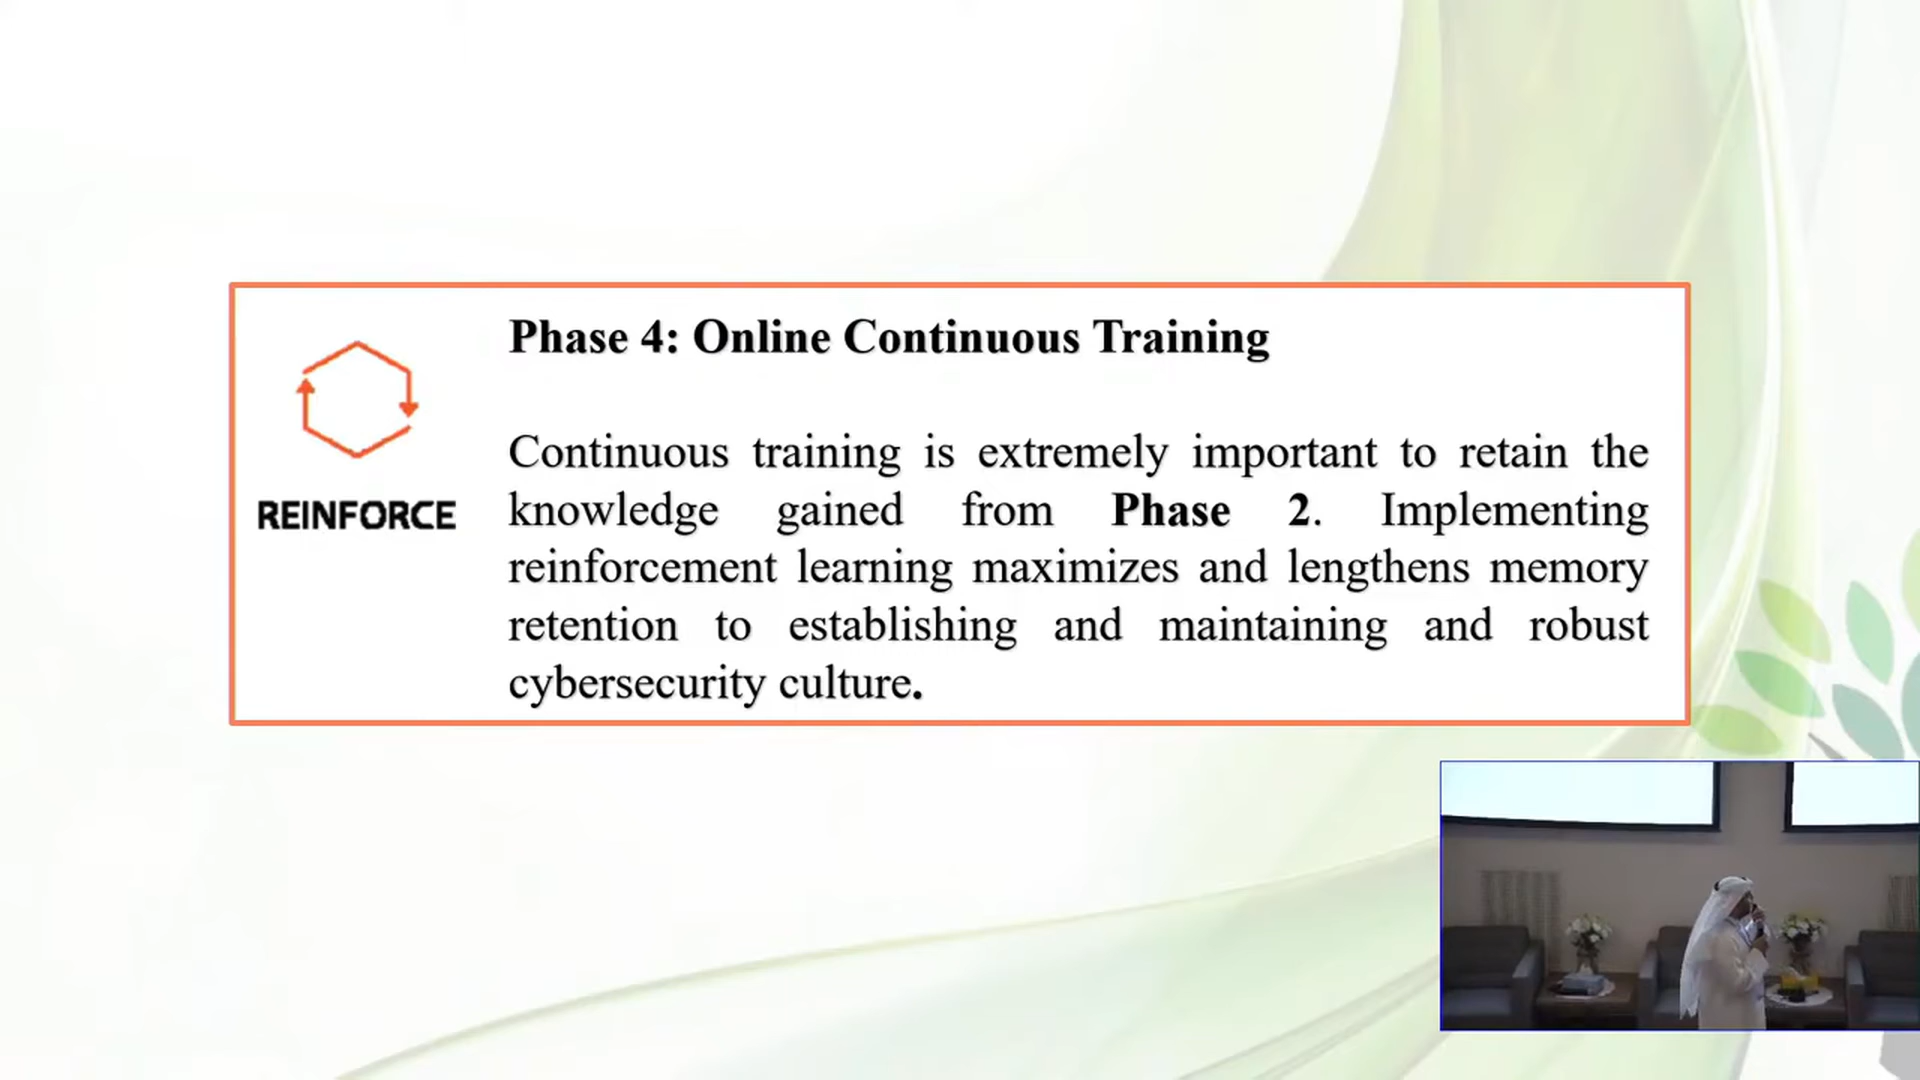 Phase 4: Online Continuous Training
REINFORCE
Continuous training is extremely important to retain the
knowledge gained from Phase 2. Implementing
reinforcement learning maximizes and lengthens memory
retention to establishing and maintaining and robust
cybersecurity culture.